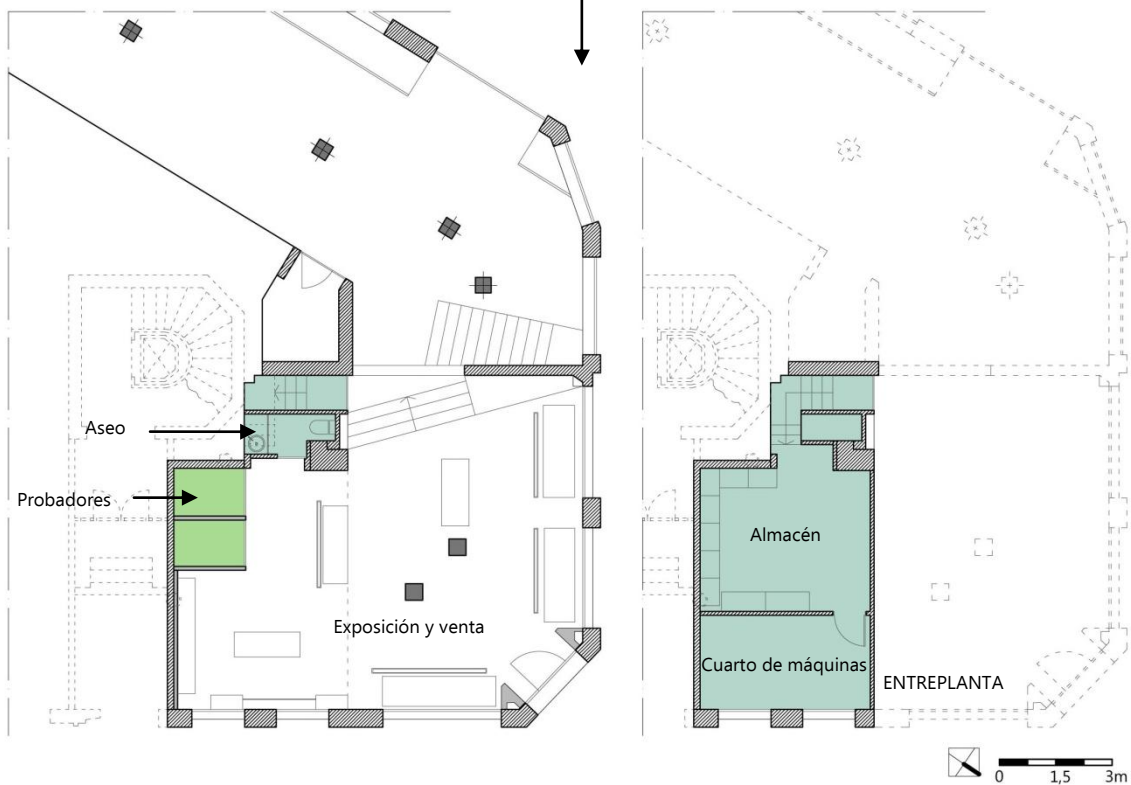 Aseo
Probadores
Exposición y venta
Almacén
Cuarto de máquinas
ENTREPLANTA
0 1,5 3m